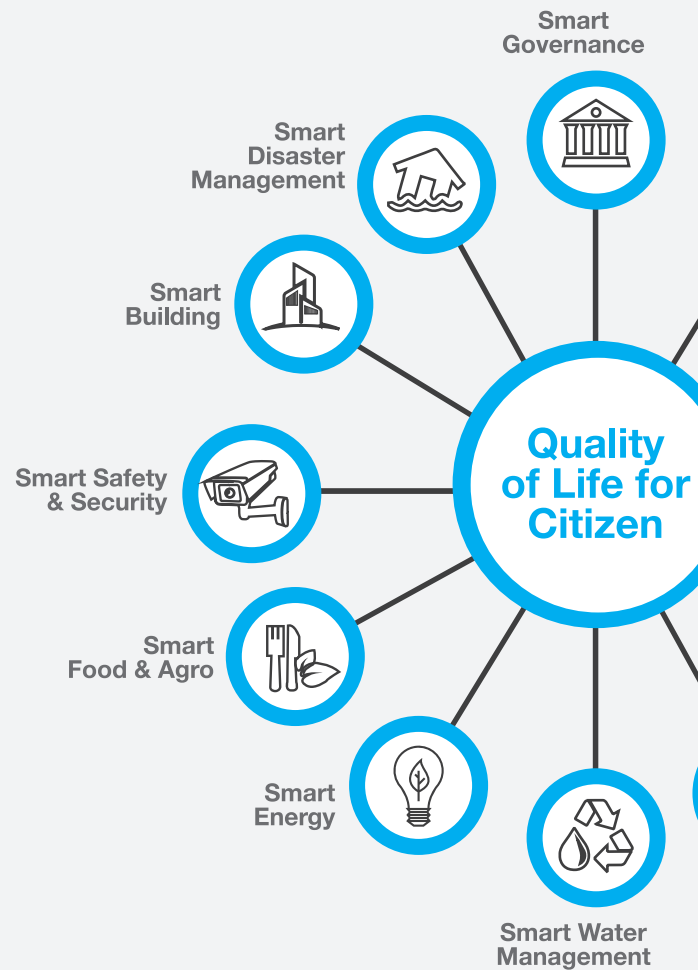 Smart
Governance
Smart
Disaster
Management
Smart
Building
Smart Safety
& Security
Smart
Food & Agro
Smart
Energy
Smart Water
Management
Quality
of Life for
Citizen